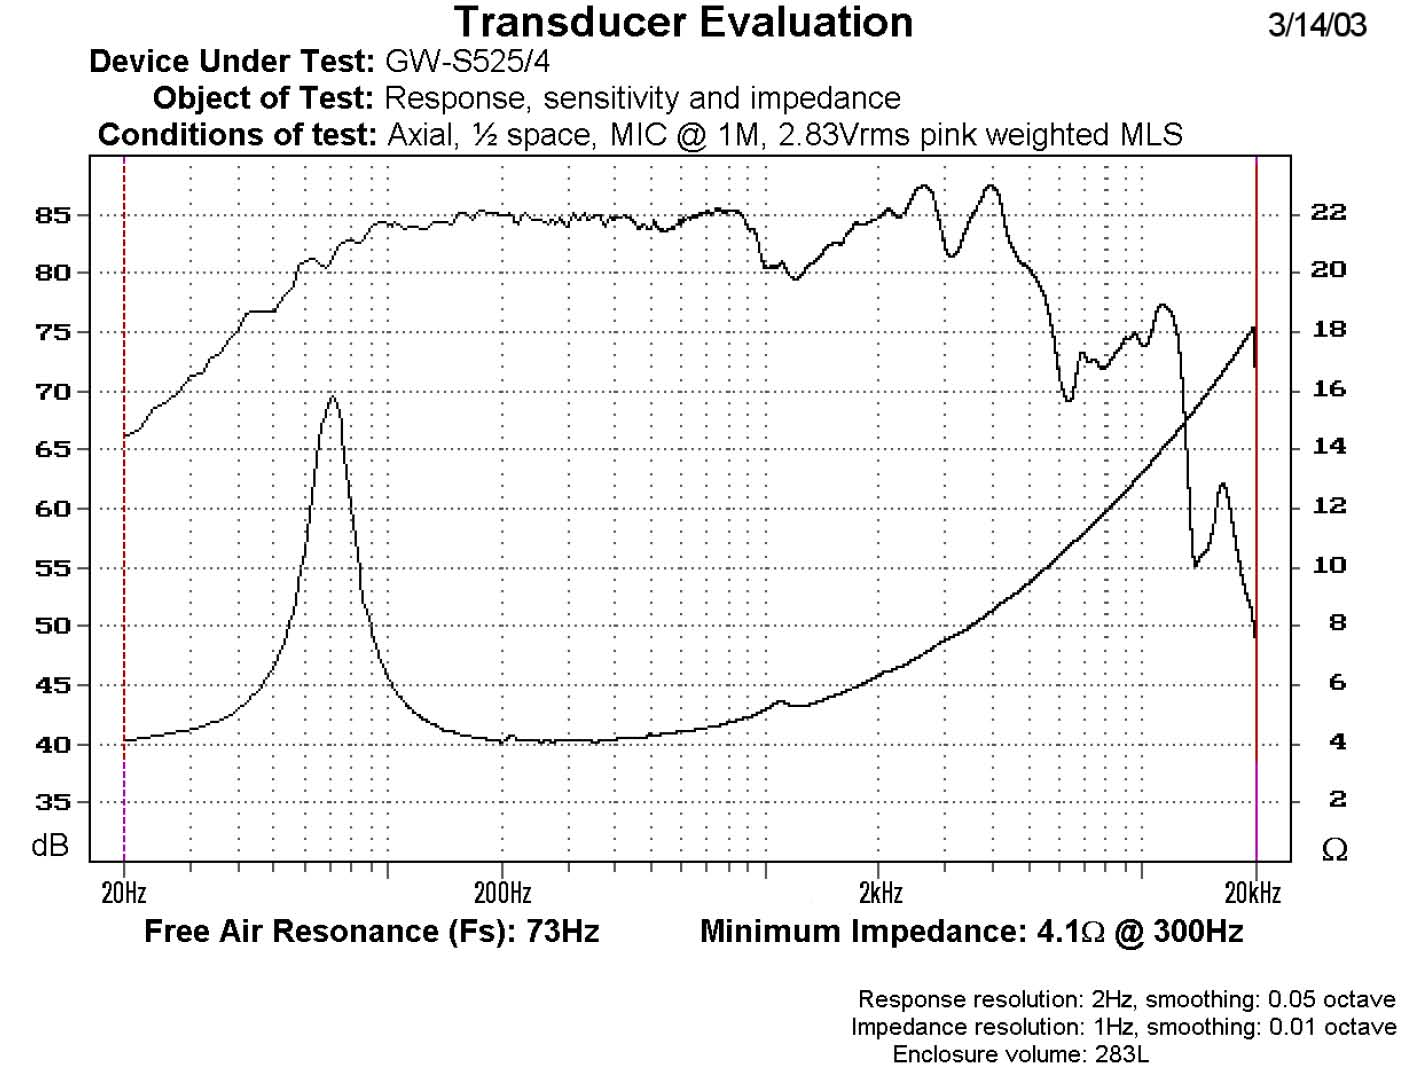 Transducer Evaluation 3/14/03
Device Under Test: GW-S525/4
Object of Test: Response, sensitivity and impedance
Conditions of test: Axial, ½ space, MIC @ 1M, 2.83Vrms pink weighted MLS
85 22
80 20
75 18
70 16
65 14
60 12
55 10
50 8
45 6
40 4
35 2
dB Ω
20Hz 200Hz 2kHz 20kHz
Free Air Resonance (Fs): 73Hz Minimum Impedance: 4.1Ω @ 300Hz
Response resolution: 2Hz, smoothing: 0.05 octave
Impedance resolution: 1Hz, smoothing: 0.01 octave
Enclosure volume: 283L